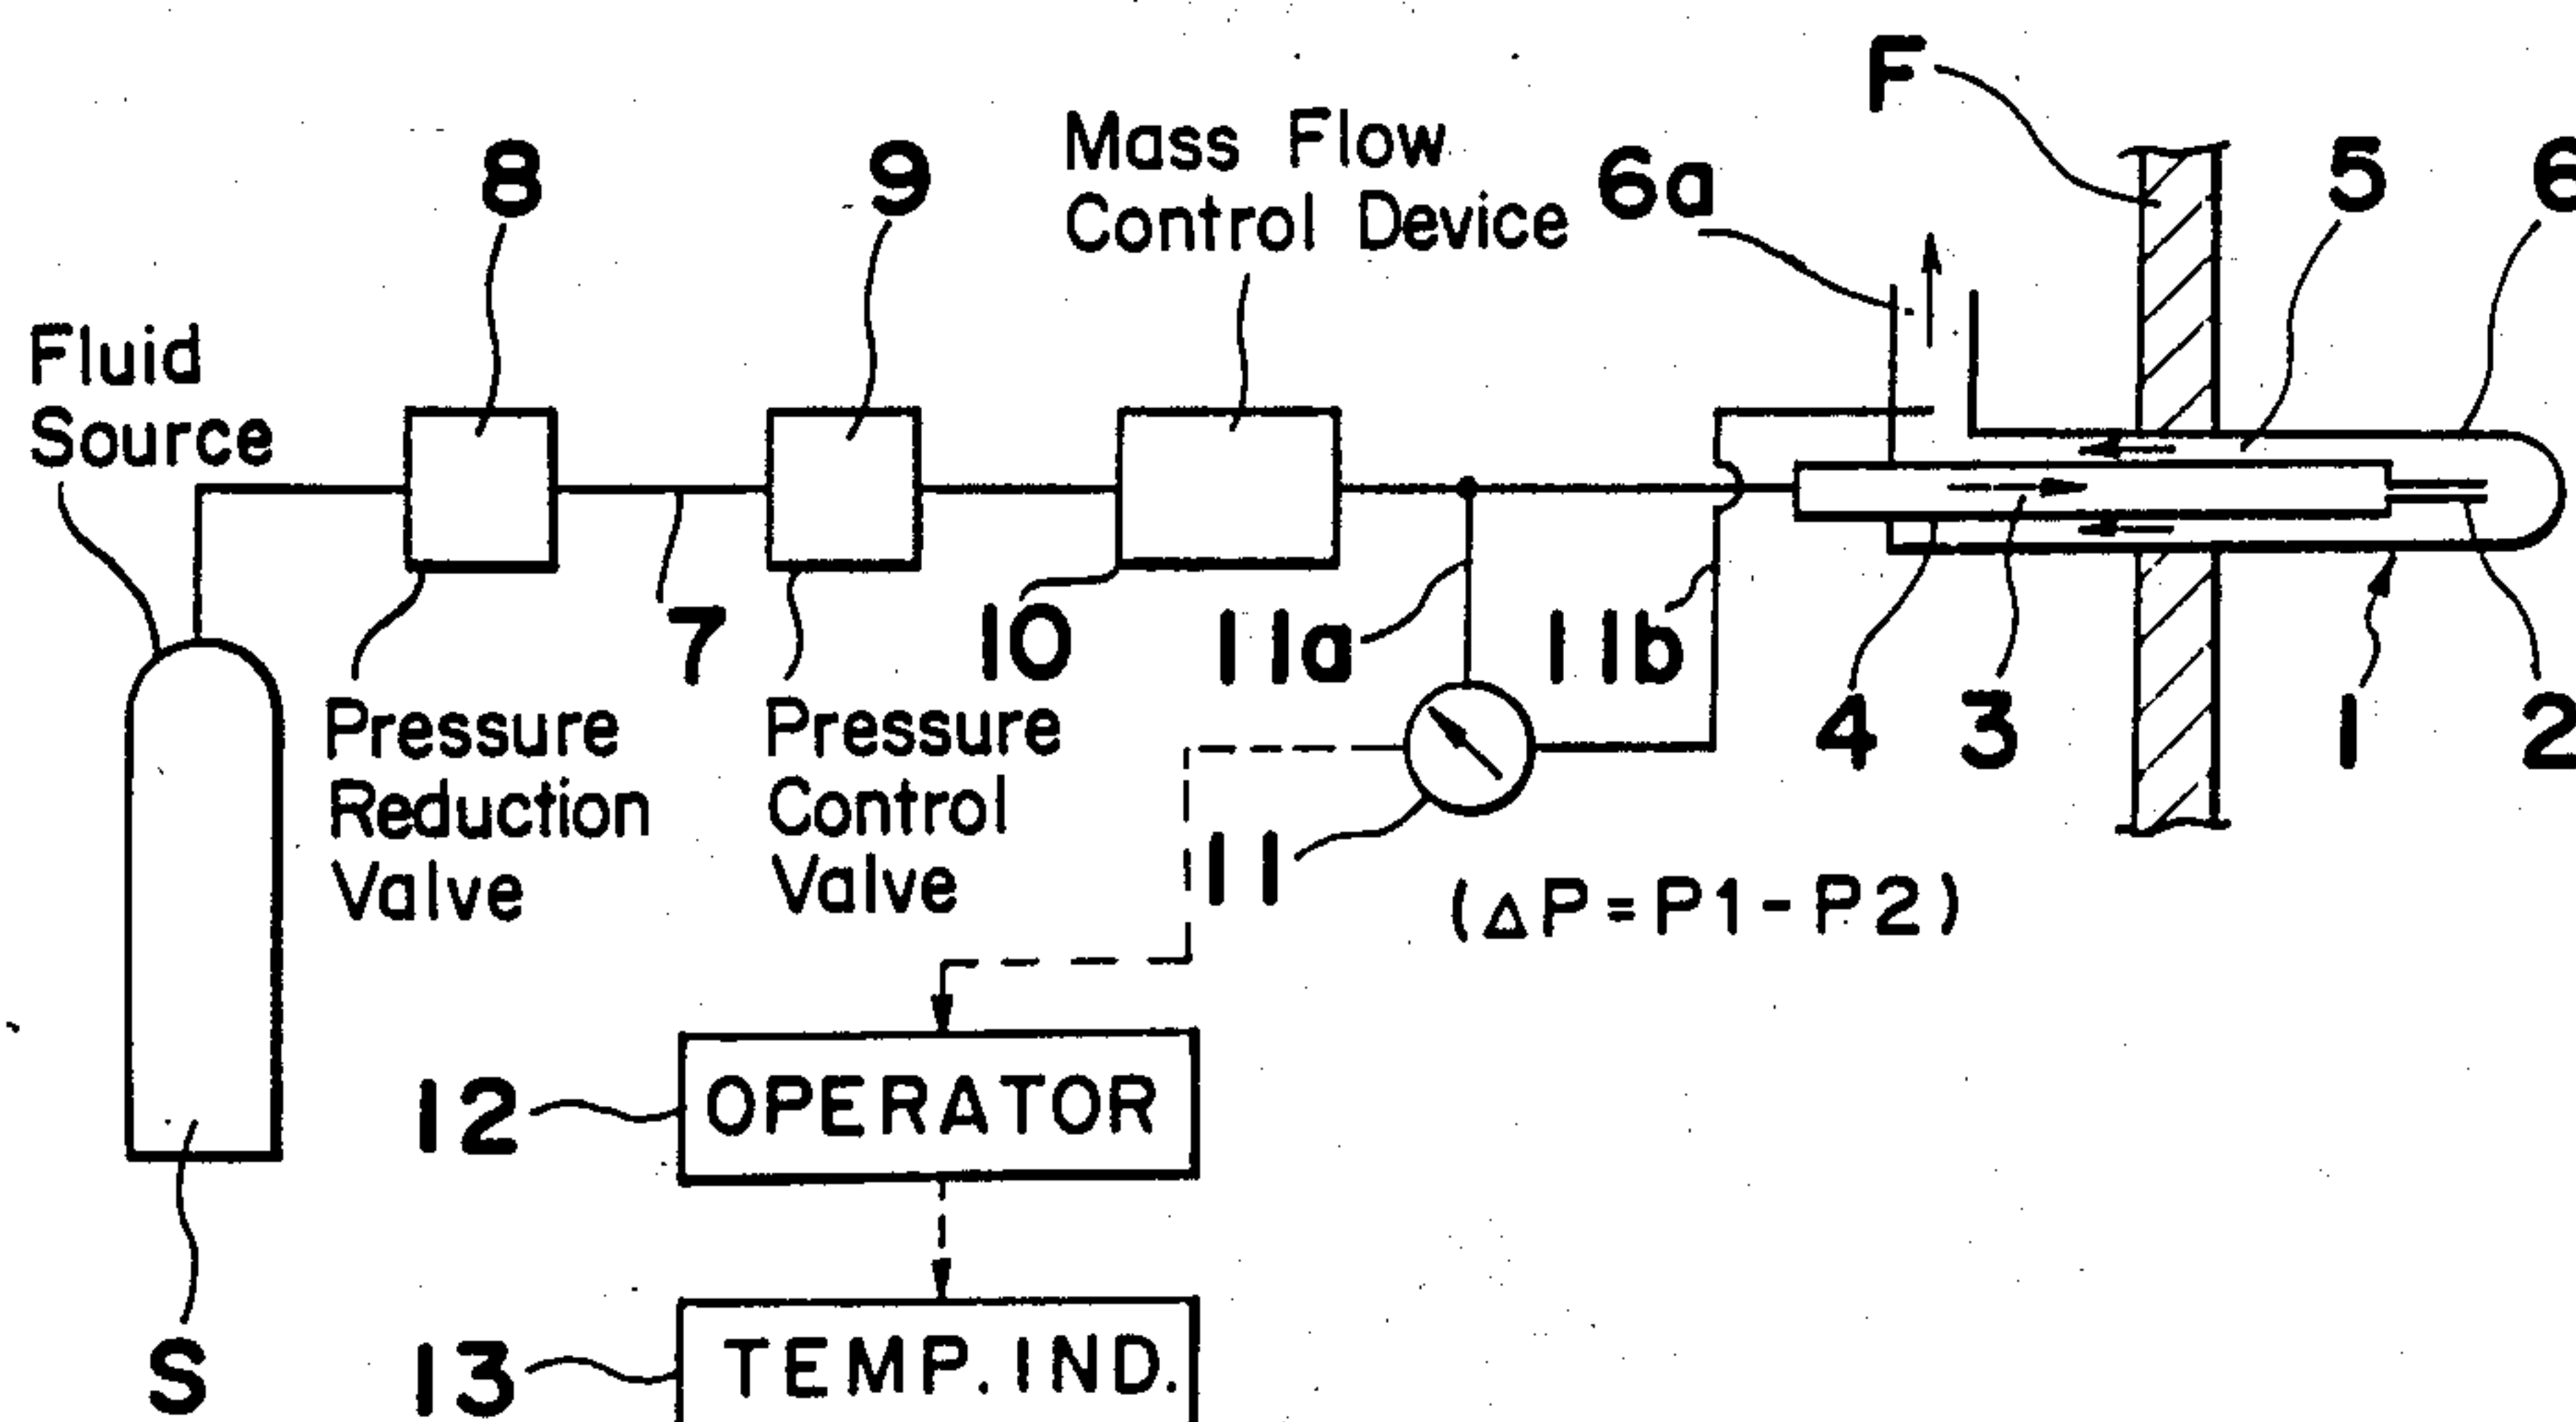 F
Mass Flow
Control Device
8
9
6a
5
6
Fluid
Source
7
10
11a
11b
4
3
1
2
Pressure
Reduction
Valve
Pressure
Control
Valve
11
(ΔP=P1-P2)
12
OPERATOR
13
TEMP. IND.
S